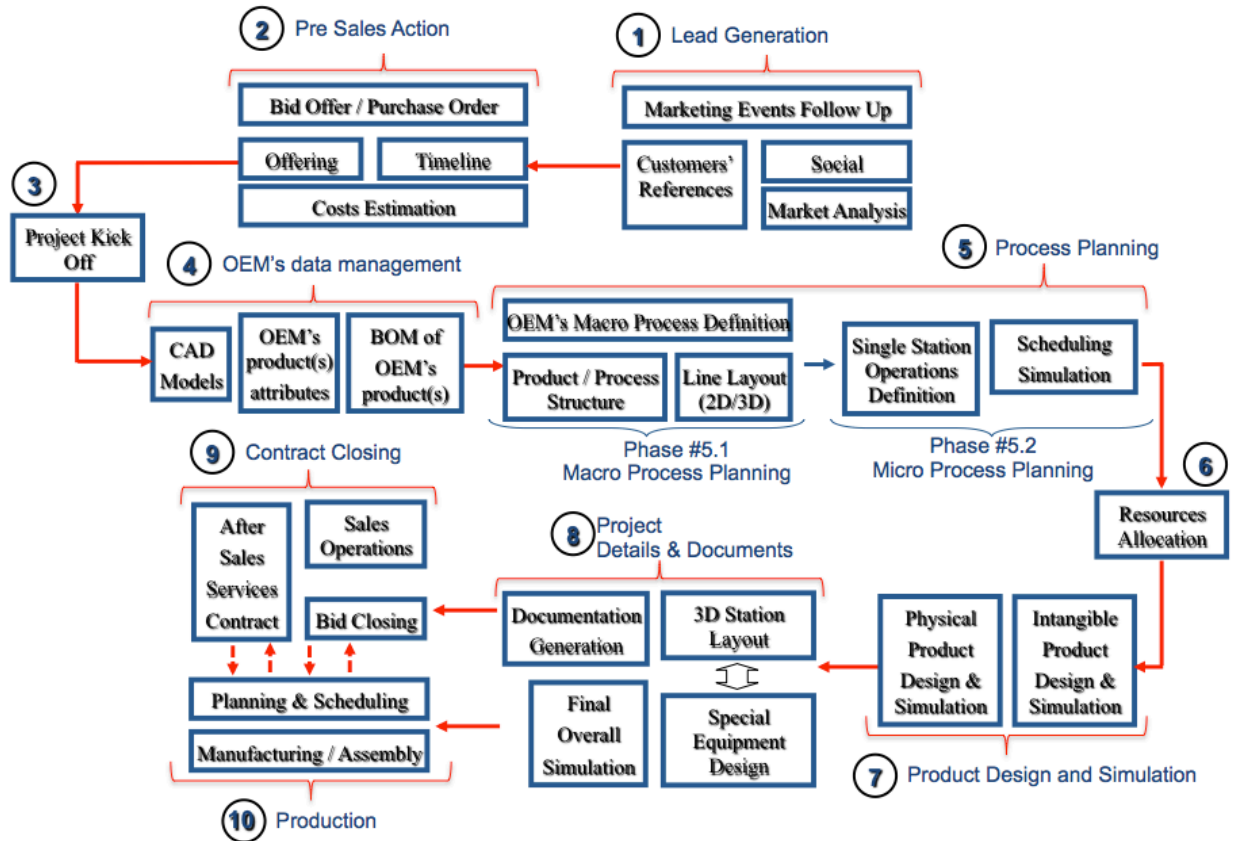 1
Lead Generation
Marketing Events Follow Up
Customers'
References
Social
Market Analysis
2
Pre Sales Action
Bid Offer / Purchase Order
Offering
Timeline
Costs Estimation
3
Project Kick
Off
4
OEM's data management
CAD
Models
OEM's
product(s)
attributes
BOM of
OEM's
product(s)
5
Process Planning
OEM's Macro Process Definition
Product / Process
Structure
Line Layout
(2D/3D)
Phase #5.1
Macro Process Planning
Single Station
Operations
Definition
Scheduling
Simulation
Phase #5.2
Micro Process Planning
6
Resources
Allocation
7
Product Design and Simulation
Physical
Product
Design &
Simulation
Intangible
Product
Design &
Simulation
8
Project
Details & Documents
Documentation
Generation
3D Station
Layout
Final
Overall
Simulation
Special
Equipment
Design
9
Contract Closing
After
Sales
Services
Contract
Sales
Operations
Bid Closing
Planning & Scheduling
Manufacturing / Assembly
10
Production